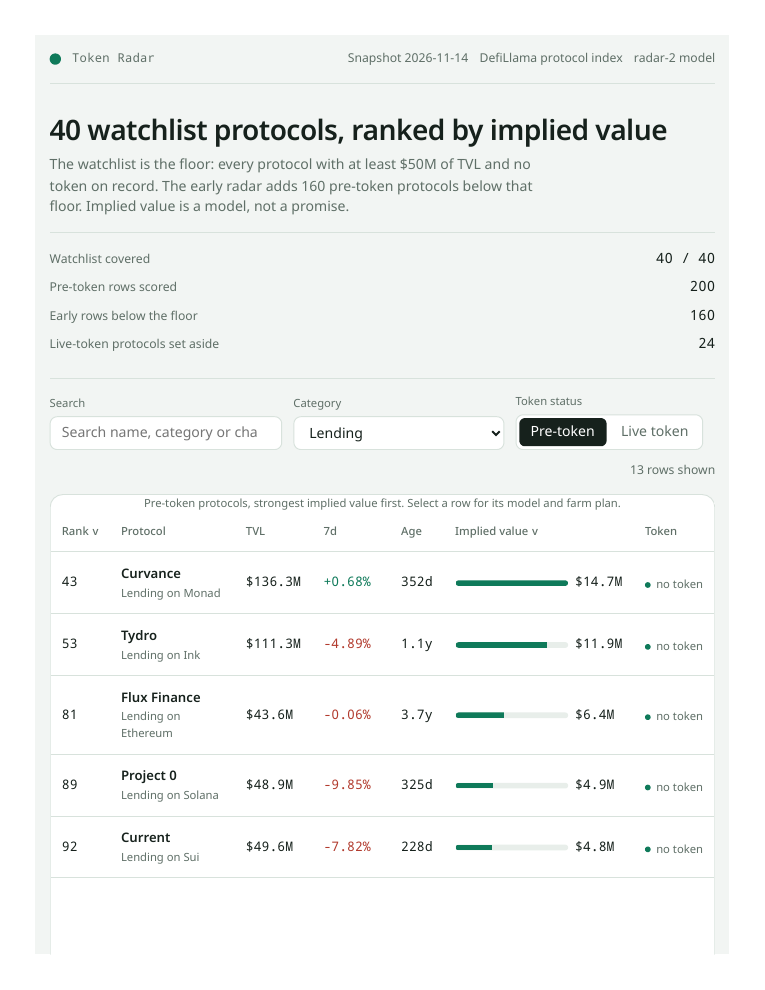 Token Radar
Snapshot 2026-11-14 DefiLlama protocol index radar-2 model
40 watchlist protocols, ranked by implied value
The watchlist is the floor: every protocol with at least $50M of TVL and no
token on record. The early radar adds 160 pre-token protocols below that
floor. Implied value is a model, not a promise.
Watchlist covered 40 / 40
Pre-token rows scored 200
Early rows below the floor 160
Live-token protocols set aside 24
Search Category Token status
Search name, category or cha Lending Pre-token Live token
13 rows shown
Pre-token protocols, strongest implied value first. Select a row for its model and farm plan.
Rank v Protocol TVL 7d Age Implied value v Token
43 Curvance $136.3M +0.68% 352d $14.7M no token
Lending on Monad
53 Tydro $111.3M -4.89% 1.1y $11.9M no token
Lending on Ink
81 Flux Finance $43.6M -0.06% 3.7y $6.4M no token
Lending on
Ethereum
89 Project 0 $48.9M -9.85% 325d $4.9M no token
Lending on Solana
92 Current $49.6M -7.82% 228d $4.8M no token
Lending on Sui